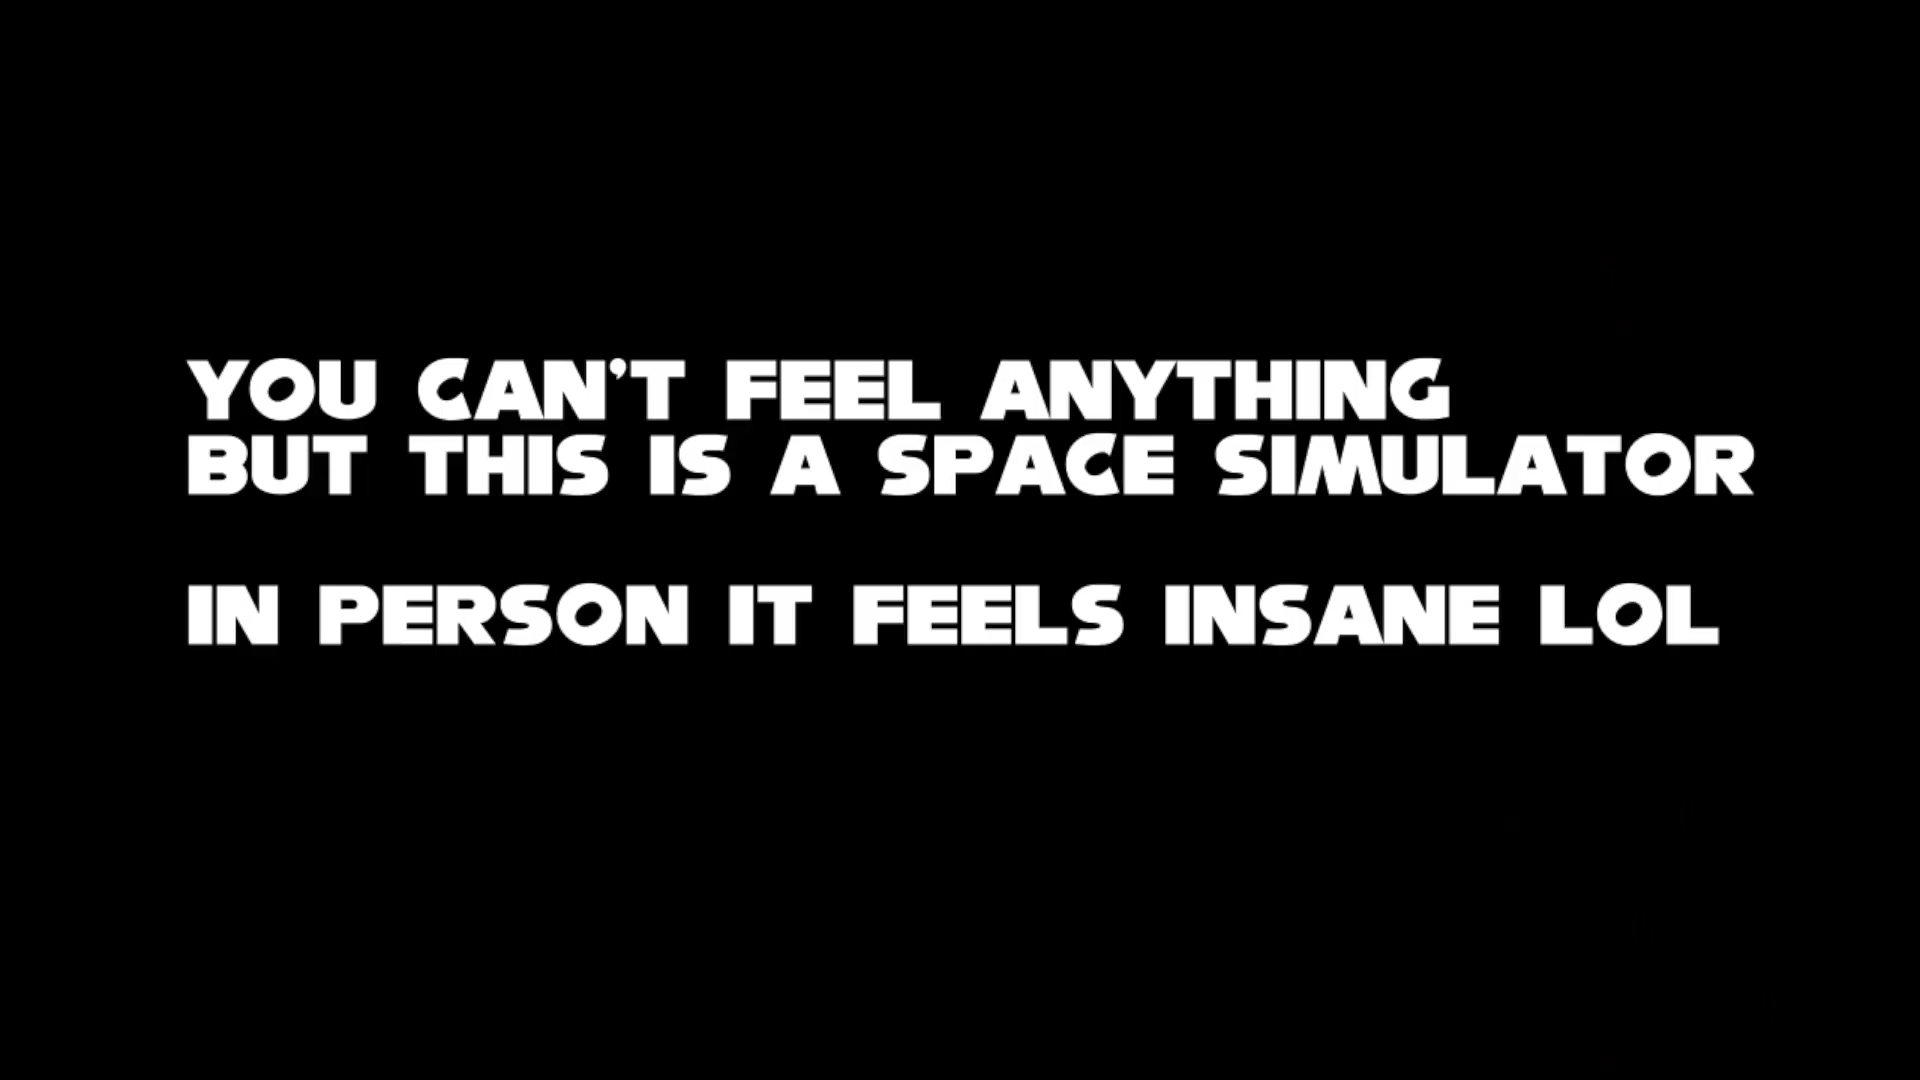 YOU CAN'T FEEL ANYTHING
BUT THIS IS A SPACE SIMULATOR
IN PERSON IT FEELS INSANE LOL